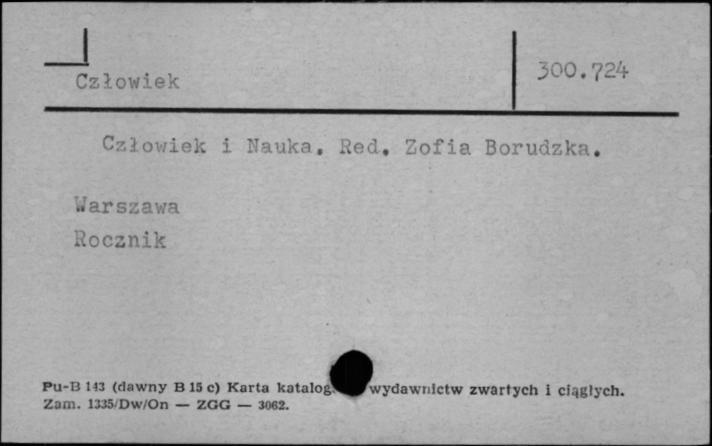 Człowiek
300.724
Człowiek i Nauka. Red. Zofia Borudzka.
Warszawa
Rocznik
Pu-B 143 (dawny B 15 c) Karta katalog. wydawnictw zwartych i ciągłych.
Zam. 1335/Dw/On — ZGG — 3062.